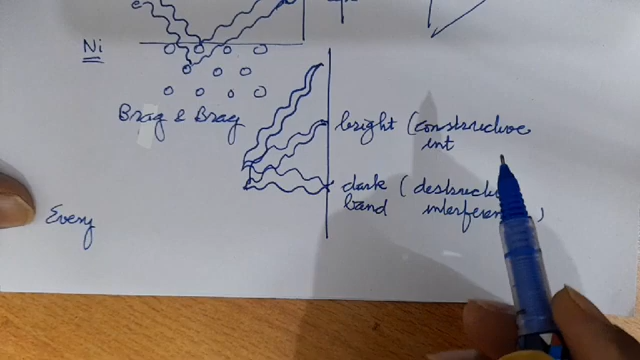 e
Ni
Brag & Brag
bright (constructive
int
dark (destructi
band interferen )
Every